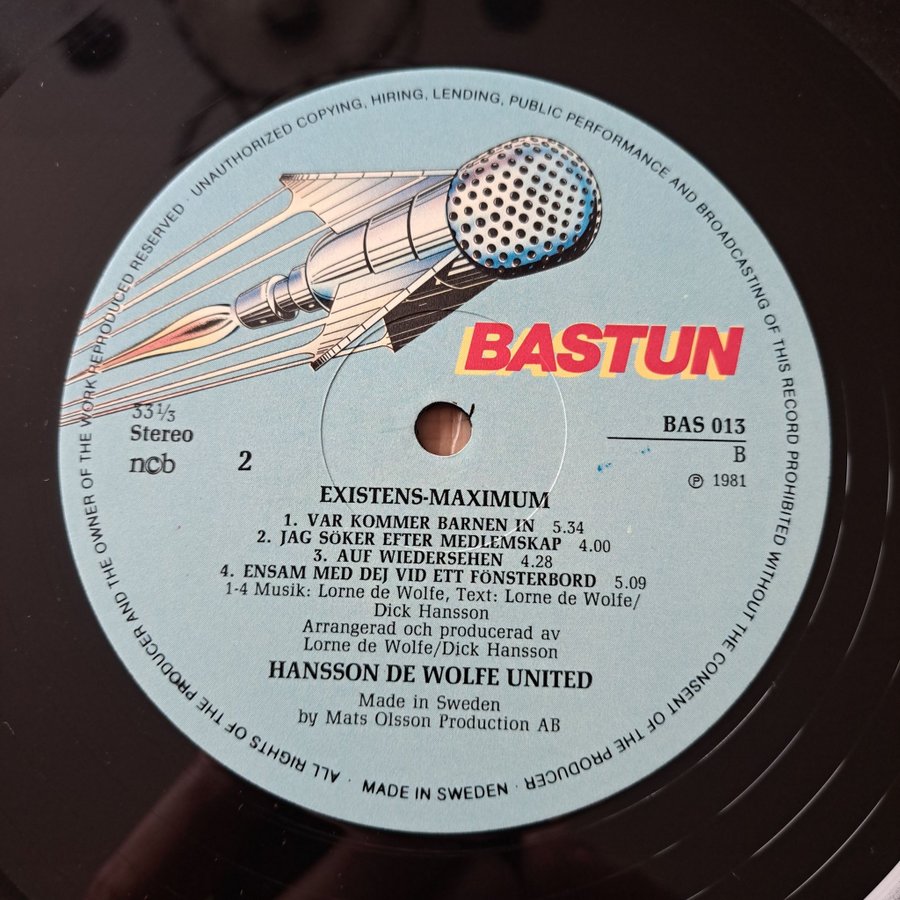 UNAUTHORIZED COPYING, HIRING, LENDING, PUBLIC PERFORMANCE AND BROADCASTING OF THIS RECORD PROHIBITED WITHOUT THE CONSENT OF THE PRODUCER · MADE IN SWEDEN · ALL RIGHTS OF THE PRODUCER AND THE OWNER OF THE WORK REPRODUCED RESERVED ·
BASTUN
33 1/3
Stereo
ncb
2
BAS 013
B
℗ 1981
EXISTENS-MAXIMUM
1. VAR KOMMER BARNEN IN 5.34
2. JAG SÖKER EFTER MEDLEMSKAP 4.00
3. AUF WIEDERSEHEN 4.28
4. ENSAM MED DEJ VID ETT FÖNSTERBORD 5.09
1-4 Musik: Lorne de Wolfe, Text: Lorne de Wolfe/
Dick Hansson
Arrangerad och producerad av
Lorne de Wolfe/Dick Hansson
HANSSON DE WOLFE UNITED
Made in Sweden
by Mats Olsson Production AB